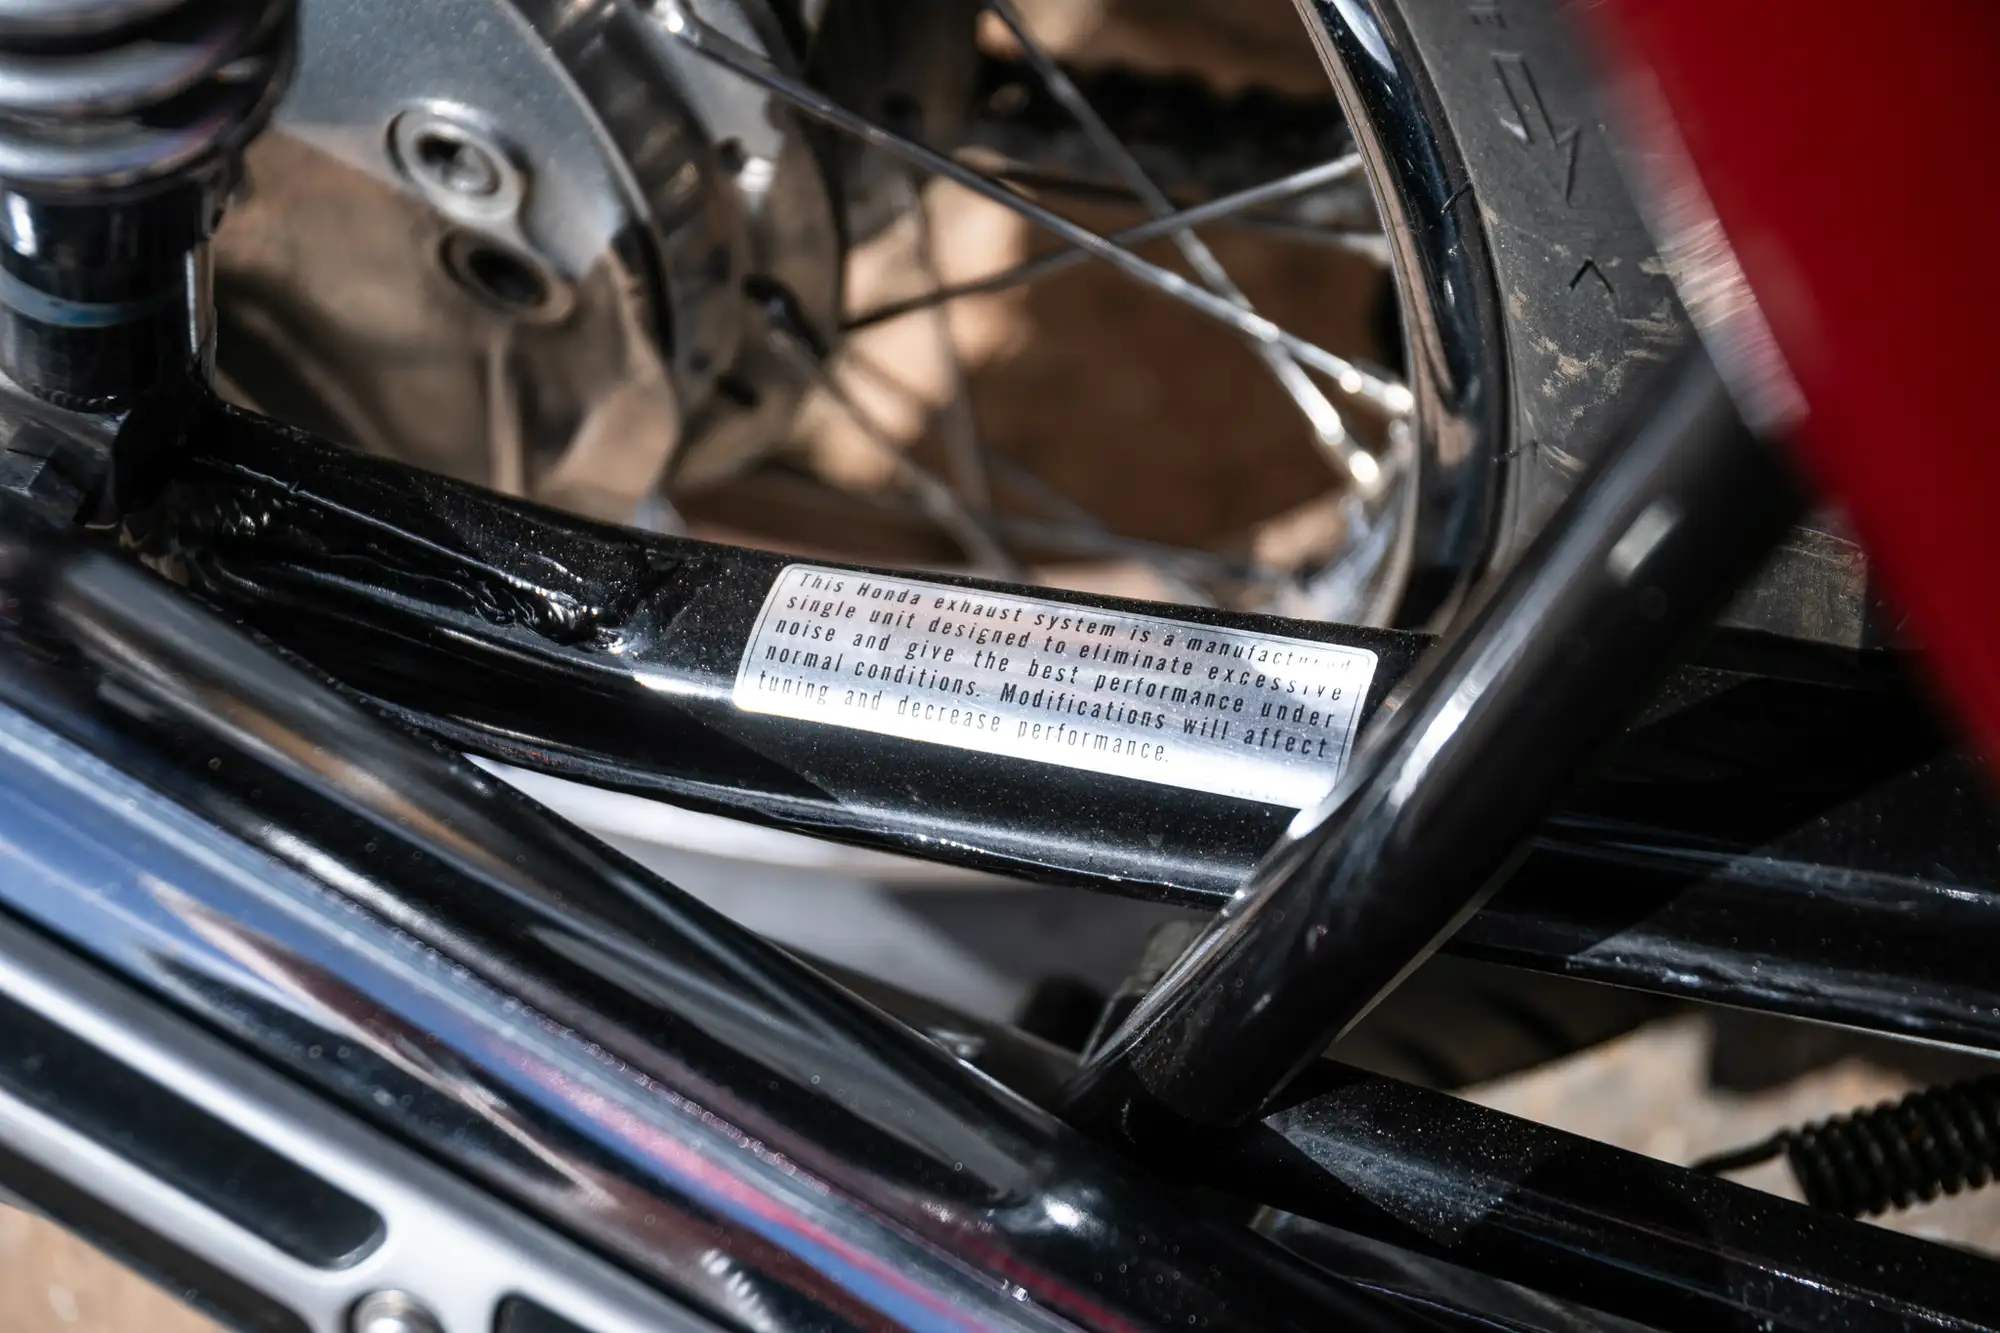 This Honda exhaust system is a manufactured
single unit designed to eliminate excessive
noise and give the best performance under
normal conditions. Modifications will affect
tuning and decrease performance.